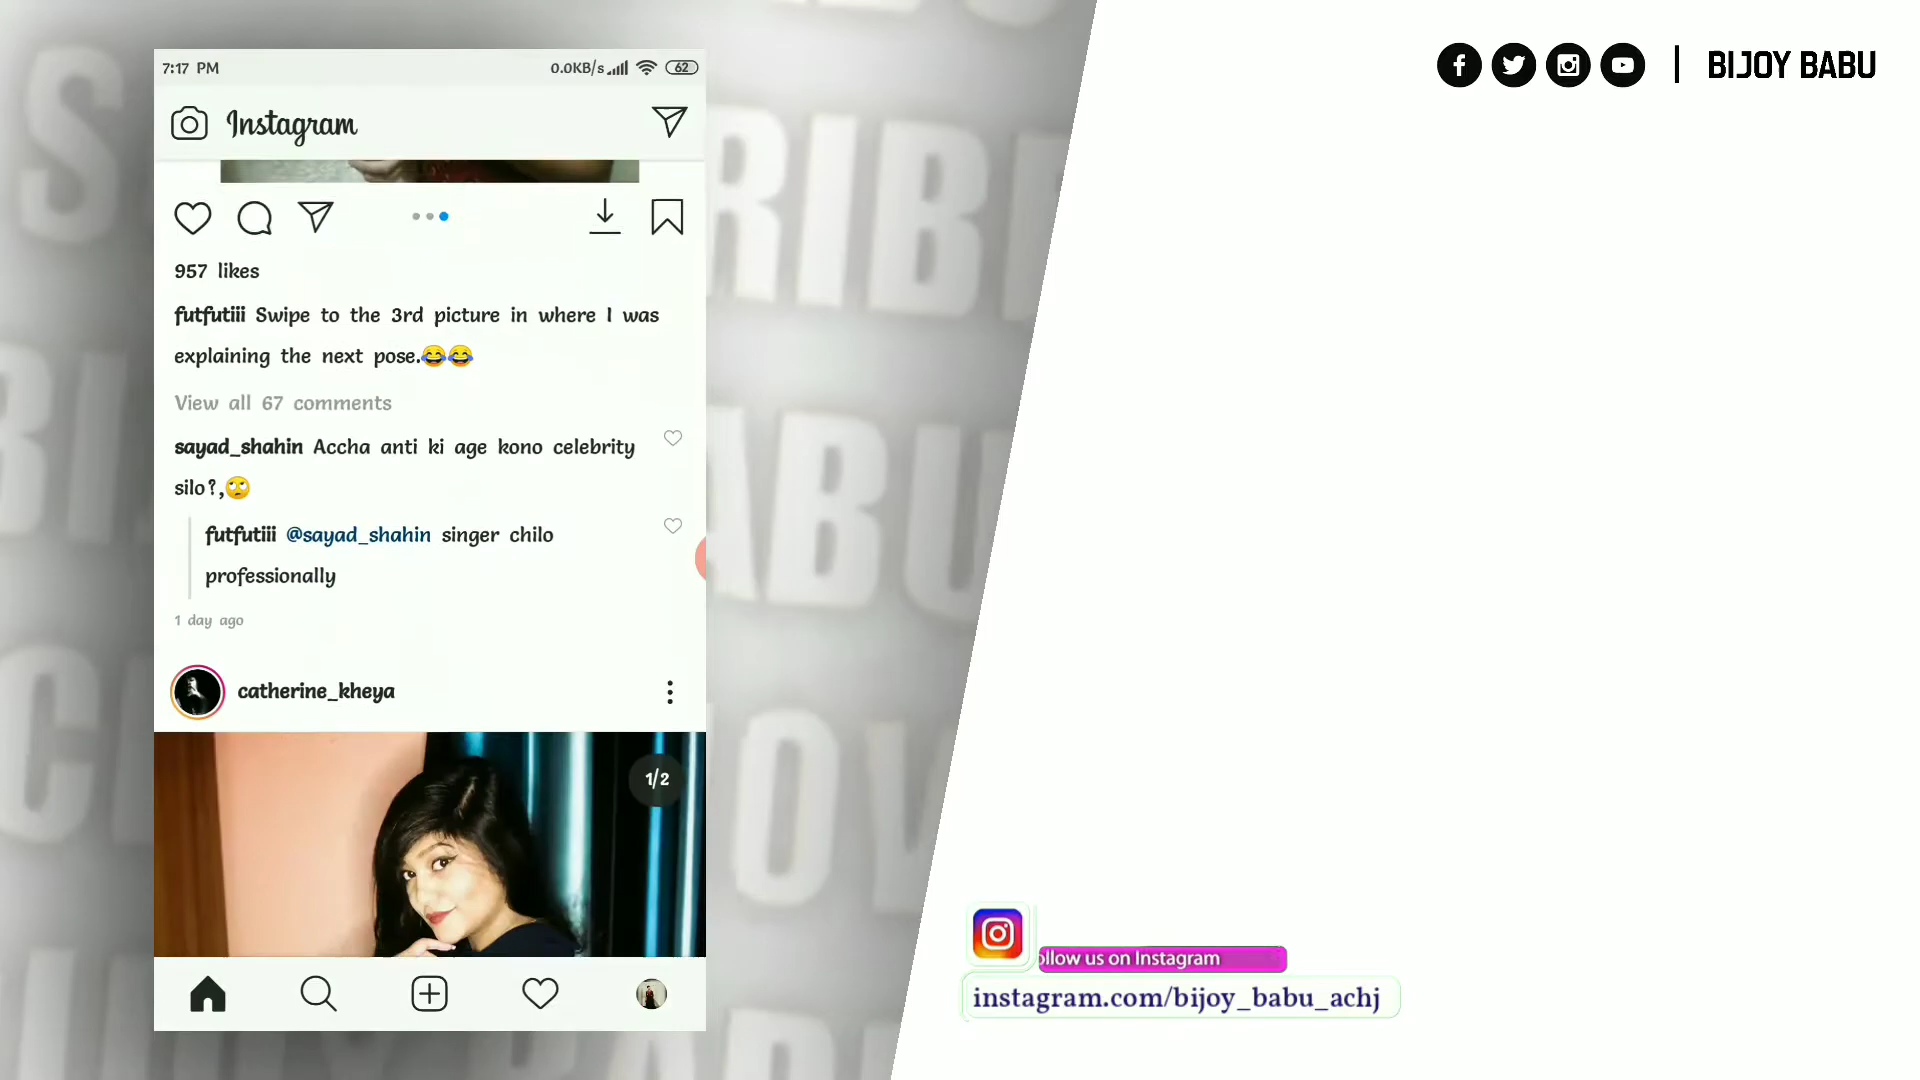 7:17 PM
0.0KB/s
62
Instagram
957 likes
futfutiii Swipe to the 3rd picture in where I was
explaining the next pose.😂😂
View all 67 comments
sayad_shahin Accha anti ki age kono celebrity
silo?,🙄
futfutiii @sayad_shahin singer chilo
professionally
1 day ago
catherine_kheya
1/2
BIJOY BABU
ollow us on Instagram
instagram.com/bijoy_babu_achj